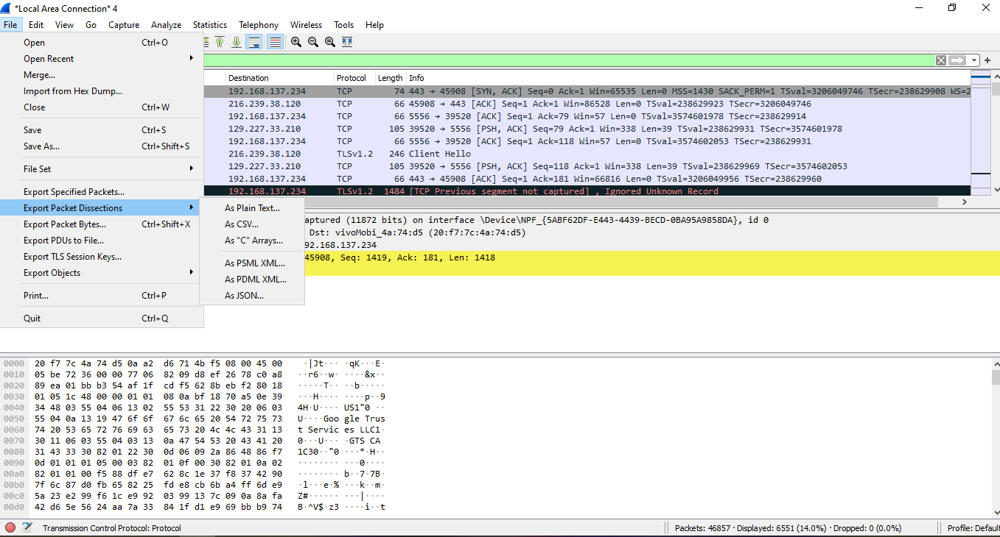 *Local Area Connection* 4
File Edit View Go Capture Analyze Statistics Telephony Wireless Tools Help
Open Ctrl+O
Open Recent
Merge...
Import from Hex Dump...
Close Ctrl+W
Save Ctrl+S
Save As... Ctrl+Shift+S
File Set
Export Specified Packets...
Export Packet Dissections
Export Packet Bytes... Ctrl+Shift+X
Export PDUs to File...
Export TLS Session Keys...
Export Objects
Print... Ctrl+P
Quit Ctrl+Q
As Plain Text...
As CSV...
As "C" Arrays...
As PSML XML...
As PDML XML...
As JSON...
Destination Protocol Length Info
192.168.137.234 TCP 74 443 → 45908 [SYN, ACK] Seq=0 Ack=1 Win=65535 Len=0 MSS=1430 SACK_PERM=1 TSval=3206049746 TSecr=238629908 WS=2
216.239.38.120 TCP 66 45908 → 443 [ACK] Seq=1 Ack=1 Win=86528 Len=0 TSval=238629923 TSecr=3206049746
192.168.137.234 TCP 66 5556 → 39520 [ACK] Seq=1 Ack=79 Win=57 Len=0 TSval=3574601978 TSecr=238629914
129.227.33.210 TCP 105 39520 → 5556 [PSH, ACK] Seq=79 Ack=1 Win=338 Len=39 TSval=238629931 TSecr=3574601978
192.168.137.234 TCP 66 5556 → 39520 [ACK] Seq=1 Ack=118 Win=57 Len=0 TSval=3574602053 TSecr=238629931
216.239.38.120 TLSv1.2 246 Client Hello
129.227.33.210 TCP 105 39520 → 5556 [PSH, ACK] Seq=118 Ack=1 Win=338 Len=39 TSval=238629969 TSecr=3574602053
192.168.137.234 TCP 66 443 → 45908 [ACK] Seq=1 Ack=181 Win=66816 Len=0 TSval=3206049956 TSecr=238629960
192.168.137.234 TLSv1.2 1484 [TCP Previous segment not captured] , Ignored Unknown Record
aptured (11872 bits) on interface \Device\NPF_{5ABF62DF-E443-4439-BECD-0BA95A9858DA}, id 0
Dst: vivoMobi_4a:74:d5 (20:f7:7c:4a:74:d5)
92.168.137.234
45908, Seq: 1419, Ack: 181, Len: 1418
0000 20 f7 7c 4a 74 d5 0a a2 d6 71 4b f5 08 00 45 00 ·|Jt··· ·qK···E·
0010 05 be 72 36 00 00 77 06 82 09 d8 ef 26 78 c0 a8 ··r6··w· ····&x··
0020 89 ea 01 bb b3 54 af 1f cd f5 62 8b eb f2 80 18 ·····T·· ··b·····
0030 01 05 1c 48 00 00 01 01 08 0a bf 18 70 a5 0e 39 ···H···· ····p··9
0040 34 48 03 55 04 06 13 02 55 53 31 22 30 20 06 03 4H·U···· US1"0 ··
0050 55 04 0a 13 19 47 6f 6f 67 6c 65 20 54 72 75 73 U····Goo gle Trus
0060 74 20 53 65 72 76 69 63 65 73 20 4c 4c 43 31 13 t Servic es LLC1·
0070 30 11 06 03 55 04 03 13 0a 47 54 53 20 43 41 20 0···U··· ·GTS CA
0080 31 43 33 30 82 01 22 30 0d 06 09 2a 86 48 86 f7 1C30··"0 ···*·H··
0090 0d 01 01 01 05 00 03 82 01 0f 00 30 82 01 0a 02 ········ ···0····
00a0 82 01 01 00 f5 88 df e7 62 8c 1e 37 f8 37 42 90 ········ b··7·7B·
00b0 7f 6c 87 d0 fb 65 82 25 fd e8 cb 6b a4 ff 6d e9 ·l···e·% ···k··m·
00c0 5a 23 e2 99 f6 1c e9 92 03 99 13 7c 09 0a 8a fa Z#······ ···|····
00d0 42 d6 5e 56 24 aa 7a 33 84 1f d1 e9 69 bb b9 74 B·^V$·z3 ····i··t
Transmission Control Protocol: Protocol
Packets: 46857 · Displayed: 6551 (14.0%) · Dropped: 0 (0.0%)
Profile: Default